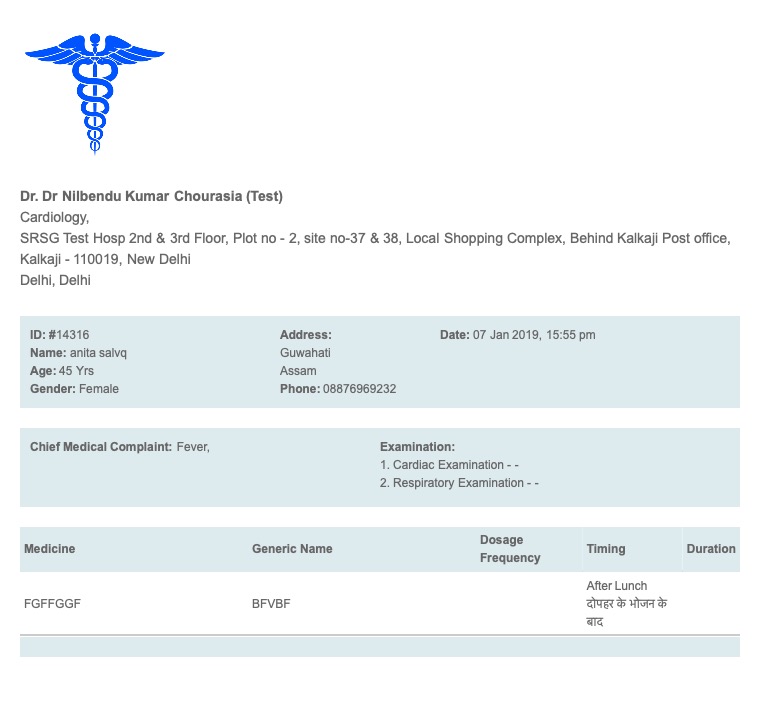 Dr. Dr Nilbendu Kumar Chourasia (Test)
Cardiology,
SRSG Test Hosp 2nd & 3rd Floor, Plot no - 2, site no-37 & 38, Local Shopping Complex, Behind Kalkaji Post office,
Kalkaji - 110019, New Delhi
Delhi, Delhi
ID: #14316
Name: anita salvq
Age: 45 Yrs
Gender: Female
Address:
Guwahati
Assam
Phone: 08876969232
Date: 07 Jan 2019, 15:55 pm
Chief Medical Complaint: Fever,
Examination:
1. Cardiac Examination - -
2. Respiratory Examination - -
Medicine Generic Name Dosage Frequency Timing Duration
FGFFGGF BFVBF After Lunch
दोपहर के भोजन के
बाद